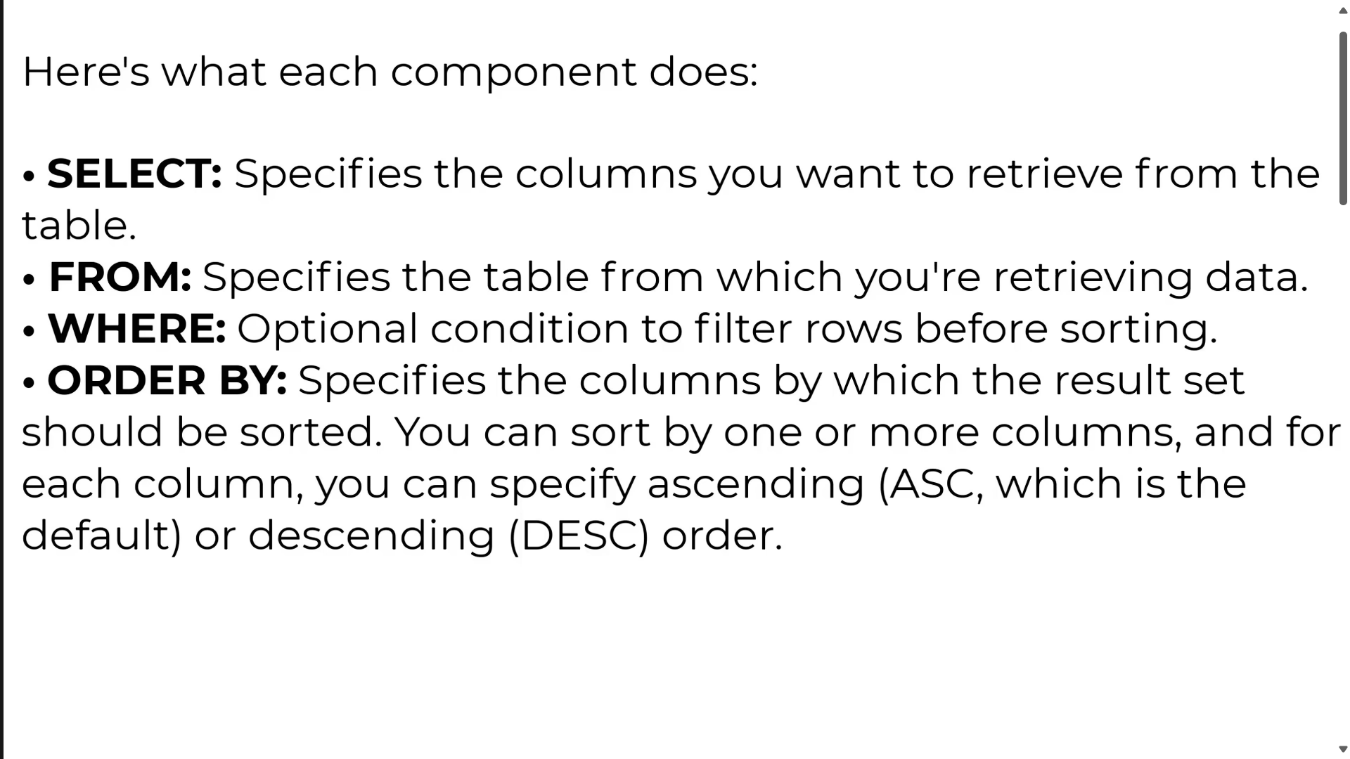 Here's what each component does:
• SELECT: Specifies the columns you want to retrieve from the
table.
• FROM: Specifies the table from which you're retrieving data.
• WHERE: Optional condition to filter rows before sorting.
• ORDER BY: Specifies the columns by which the result set
should be sorted. You can sort by one or more columns, and for
each column, you can specify ascending (ASC, which is the
default) or descending (DESC) order.